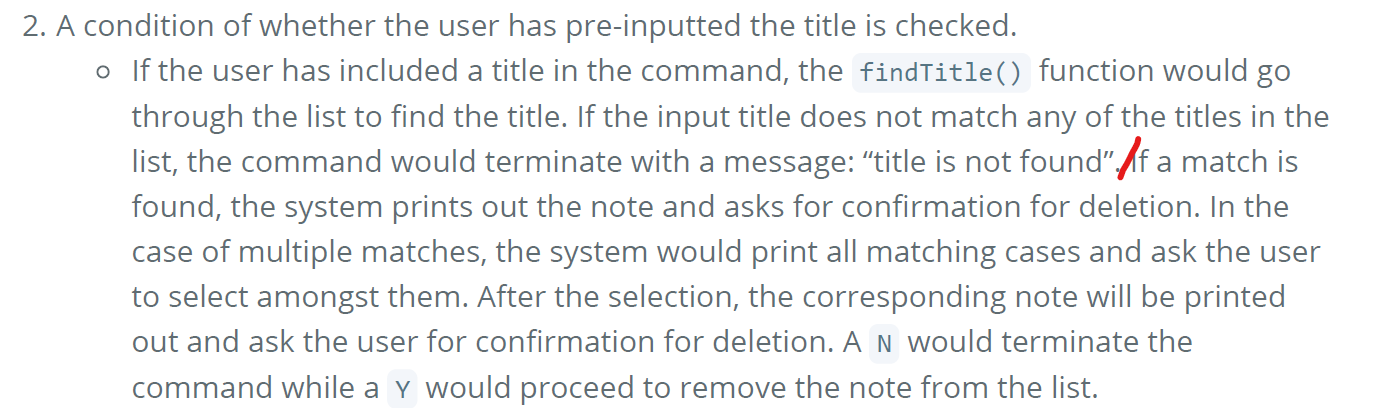 2. A condition of whether the user has pre-inputted the title is checked.
○ If the user has included a title in the command, the findTitle() function would go
through the list to find the title. If the input title does not match any of the titles in the
list, the command would terminate with a message: “title is not found”. If a match is
found, the system prints out the note and asks for confirmation for deletion. In the
case of multiple matches, the system would print all matching cases and ask the user
to select amongst them. After the selection, the corresponding note will be printed
out and ask the user for confirmation for deletion. A N would terminate the
command while a Y would proceed to remove the note from the list.